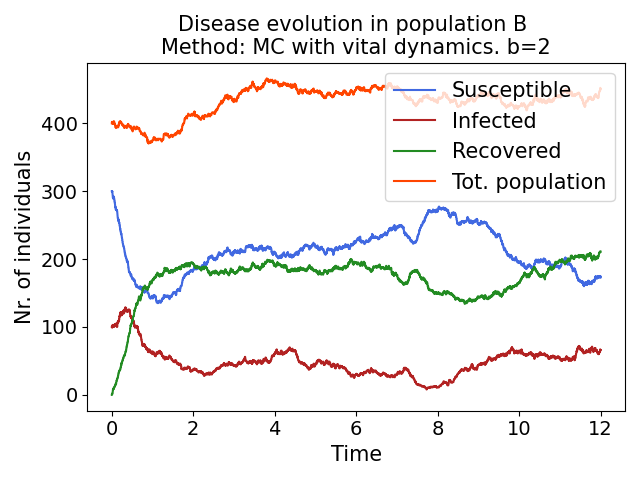 Disease evolution in population B
Method: MC with vital dynamics. b=2
Nr. of individuals
400
300
200
100
0
Susceptible
Infected
Recovered
Tot. population
0 2 4 6 8 10 12
Time